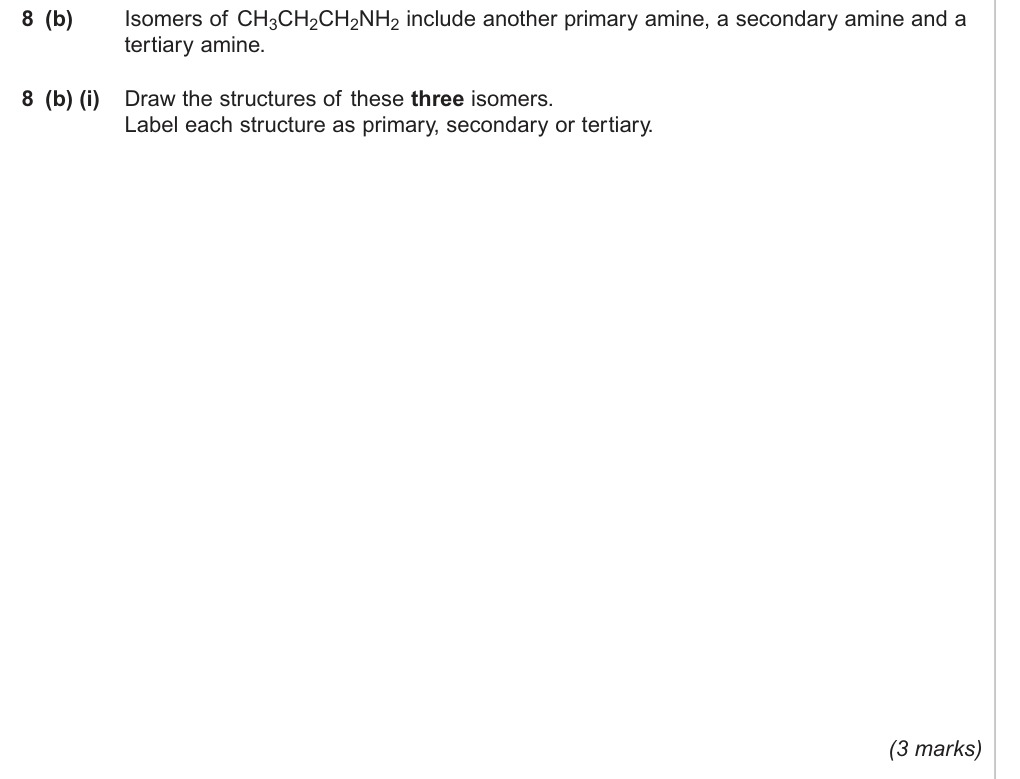 8 (b) Isomers of CH₃CH₂CH₂NH₂ include another primary amine, a secondary amine and a
tertiary amine.
8 (b) (i) Draw the structures of these three isomers.
Label each structure as primary, secondary or tertiary.
(3 marks)